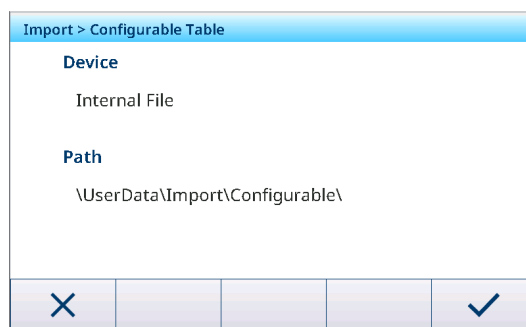 Import > Configurable Table
Device
Internal File
Path
\UserData\Import\Configurable\